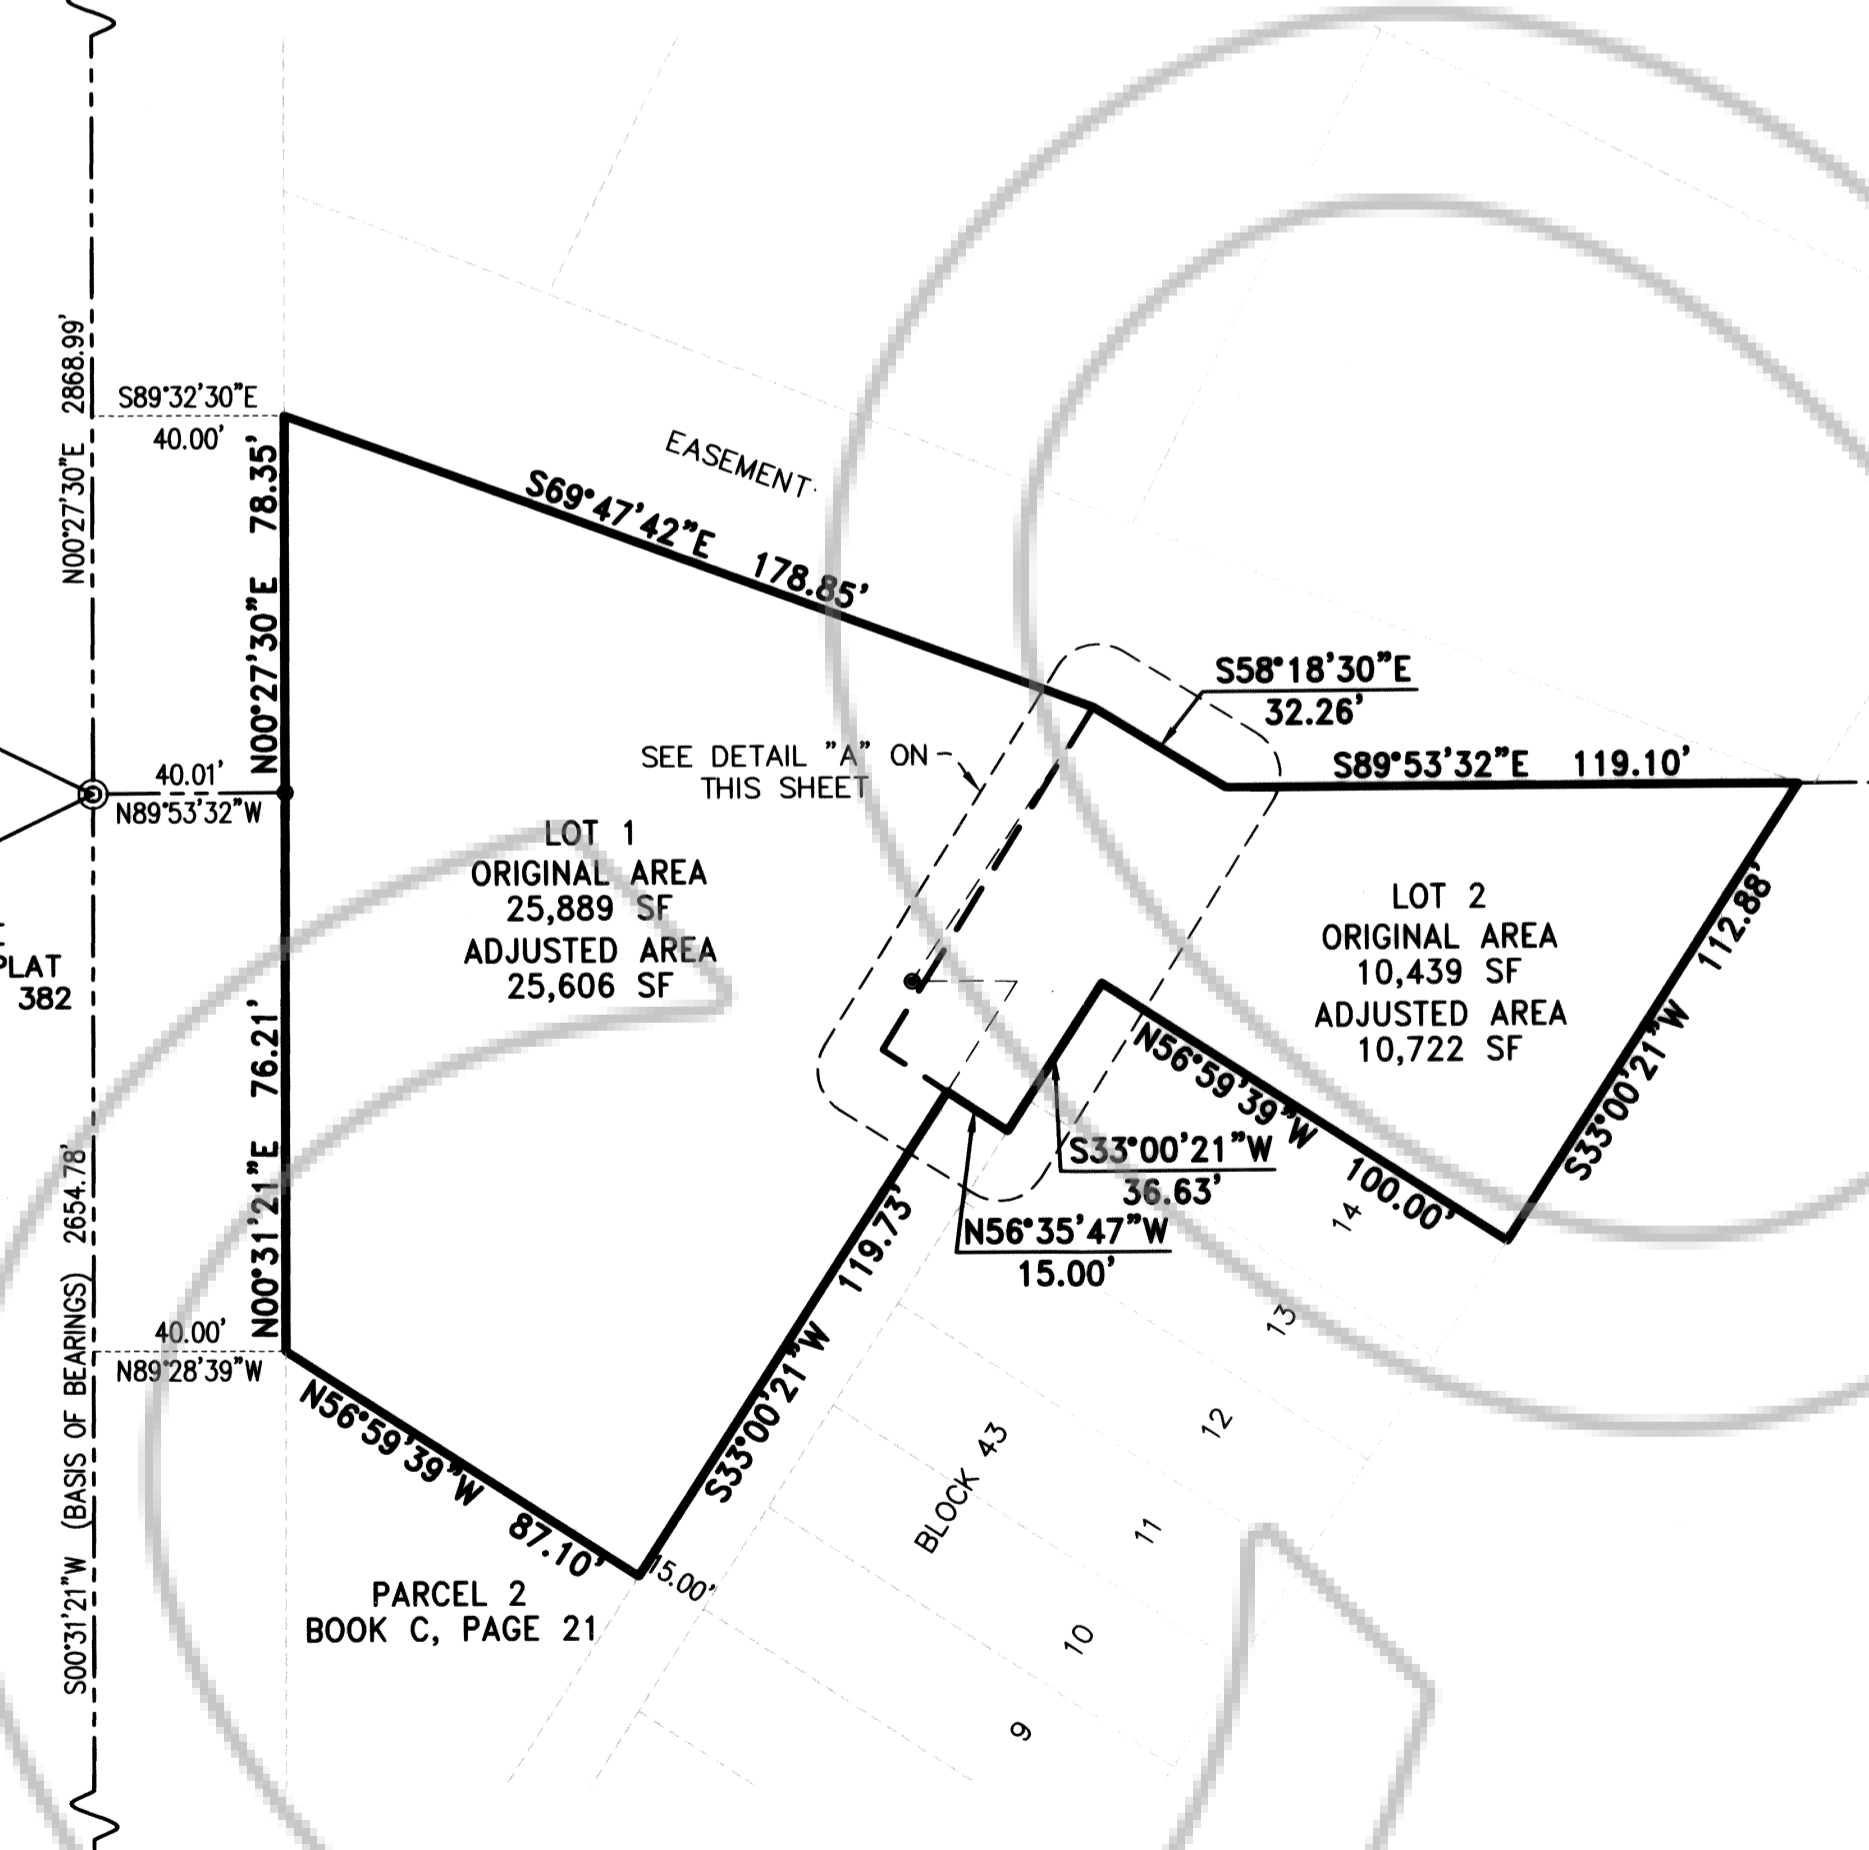 N00°27'30"E 2868.99'
S89°32'30"E
40.00'
N00°27'30"E 78.35'
EASEMENT
S69°47'42"E 178.85'
S58°18'30"E
32.26'
SEE DETAIL "A" ON
THIS SHEET
S89°53'32"E 119.10'
40.01'
N89°53'32"W
LOT 1
ORIGINAL AREA
25,889 SF
ADJUSTED AREA
25,606 SF
LOT 2
ORIGINAL AREA
10,439 SF
ADJUSTED AREA
10,722 SF
S33°00'21"W 112.88'
PLAT
382
N00°31'21"E 76.21'
N56°59'39"W 100.00'
S33°00'21"W
36.63'
N56°35'47"W
15.00'
S33°00'21"W 119.73'
40.00'
N89°28'39"W
S00°31'21"W (BASIS OF BEARINGS) 2654.78'
N56°59'39"W 87.10'
15.00'
PARCEL 2
BOOK C, PAGE 21
BLOCK 43
14
13
12
11
10
9